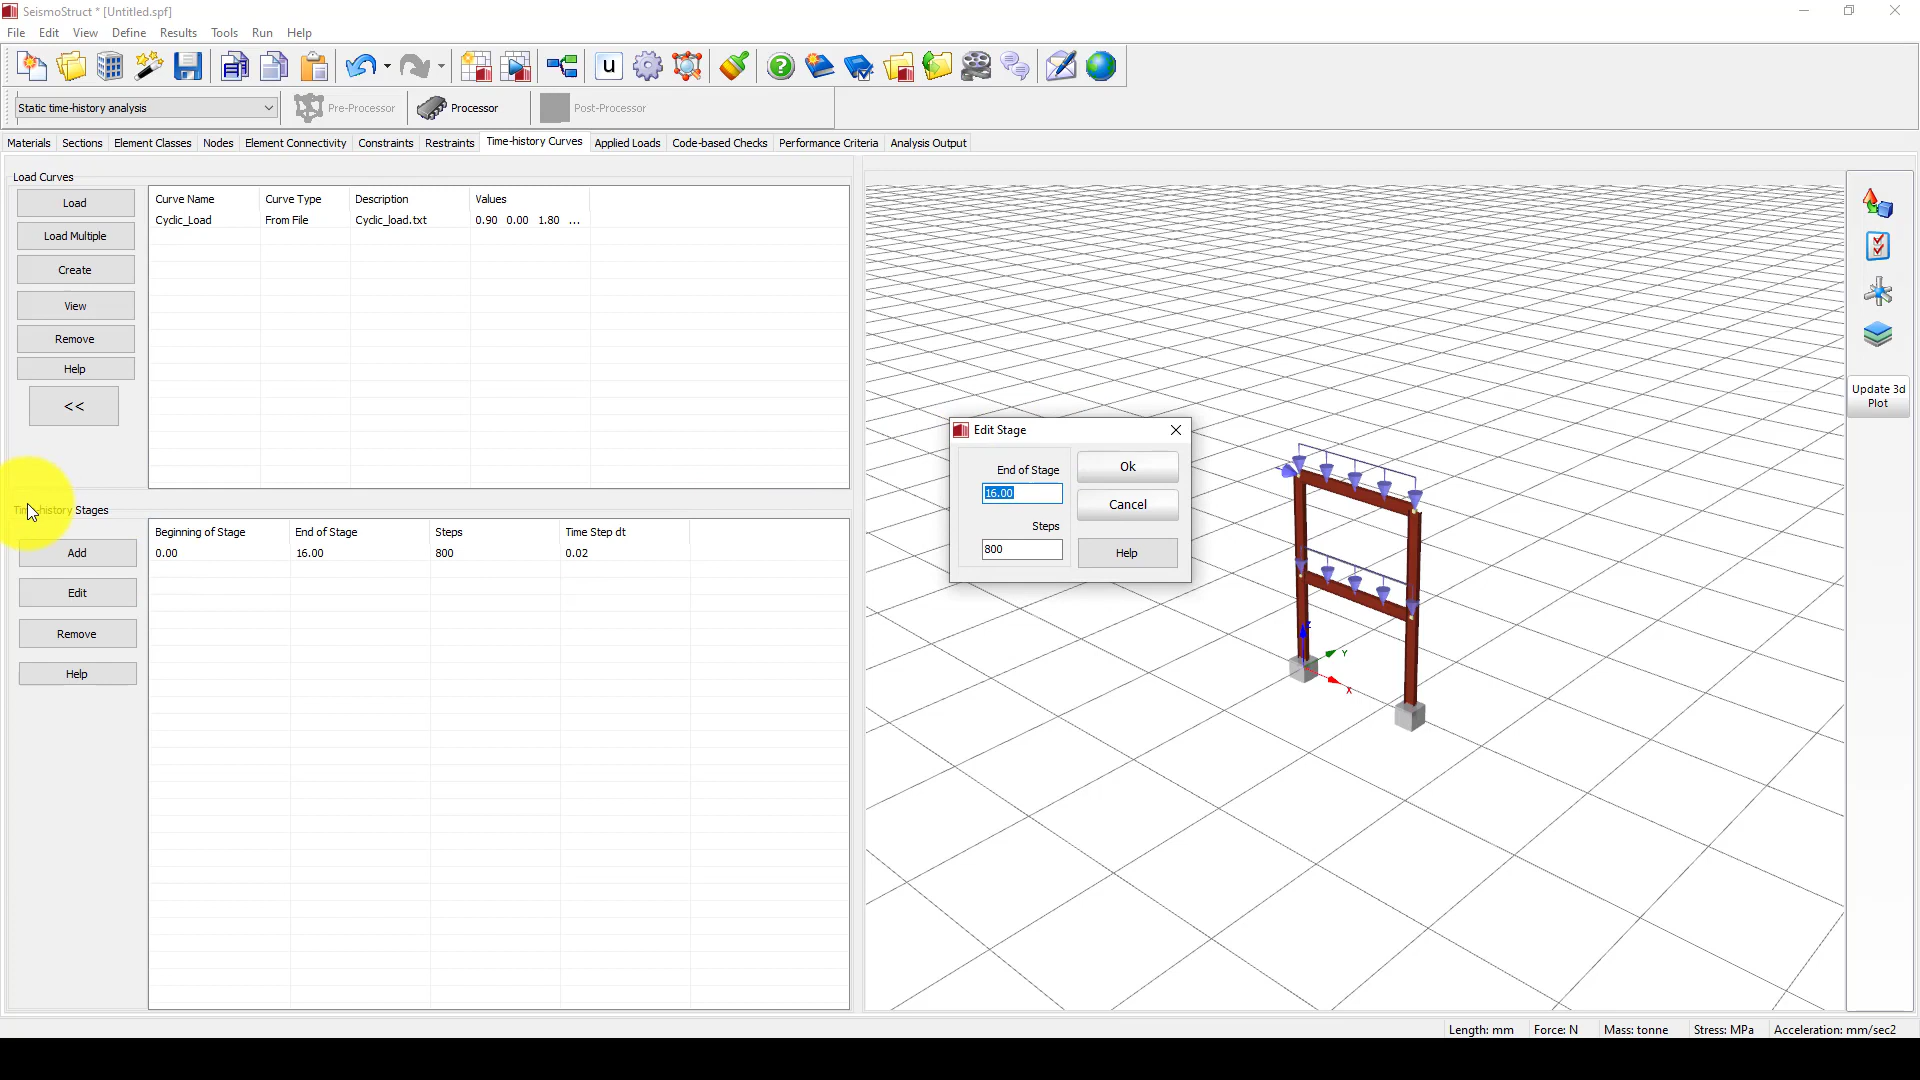 SeismoStruct * [Untitled.spf]
File Edit View Define Results Tools Run Help
u
Static time-history analysis Pre-Processor Processor Post-Processor
Materials Sections Element Classes Nodes Element Connectivity Constraints Restraints Time-history Curves Applied Loads Code-based Checks Performance Criteria Analysis Output
Load Curves
Load
Load Multiple
Create
View
Remove
Help
<<
Curve Name Curve Type Description Values
Cyclic_Load From File Cyclic_load.txt 0.90 0.00 1.80 ...
Time-history Stages
Add
Edit
Remove
Help
Beginning of Stage End of Stage Steps Time Step dt
0.00 16.00 800 0.02
Edit Stage
End of Stage
16.00
Steps
800
Ok
Cancel
Help
Z
Y
X
Update 3d
Plot
Length: mm Force: N Mass: tonne Stress: MPa Acceleration: mm/sec2